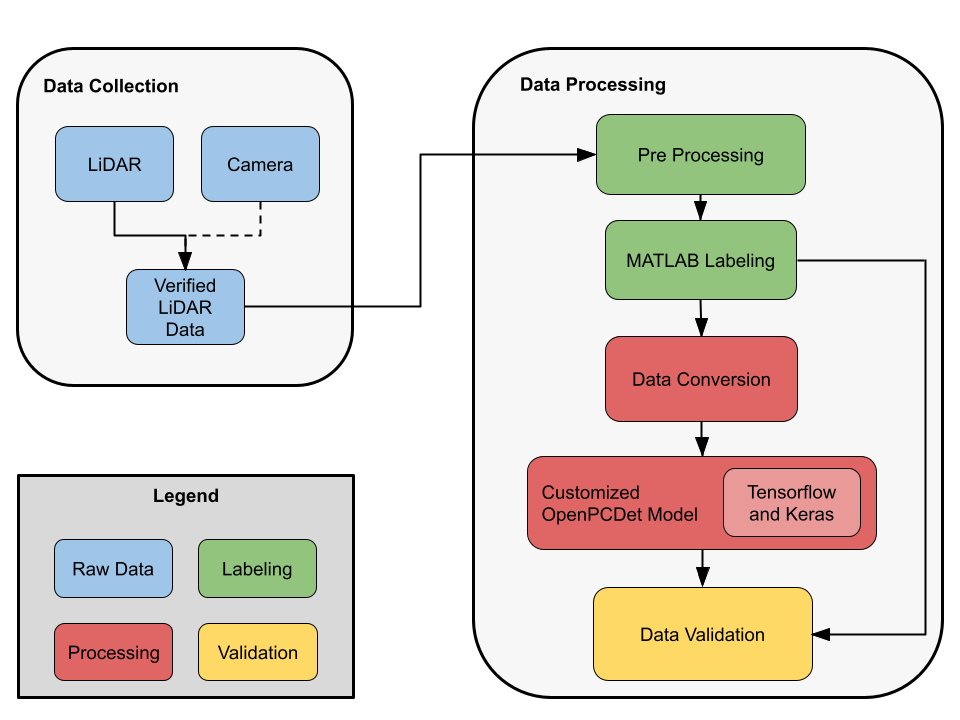 Data Collection
LiDAR
Camera
Verified
LiDAR
Data
Data Processing
Pre Processing
MATLAB Labeling
Data Conversion
Customized
OpenPCDet Model
Tensorflow
and Keras
Data Validation
Legend
Raw Data
Labeling
Processing
Validation